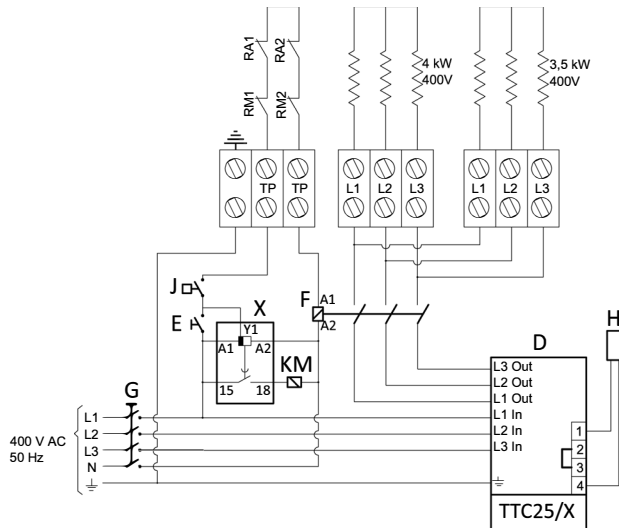 RA1
RA2
4 kW
400V
3,5 kW
400V
RM1
RM2
TP
TP
L1
L2
L3
L1
L2
L3
J
X
F
A1
A2
E
Y1
A1
A2
KM
15
18
D
H
L3 Out
L2 Out
L1 Out
L1 In
L2 In
L3 In
1
2
3
4
G
400 V AC
50 Hz
L1
L2
L3
N
TTC25/X